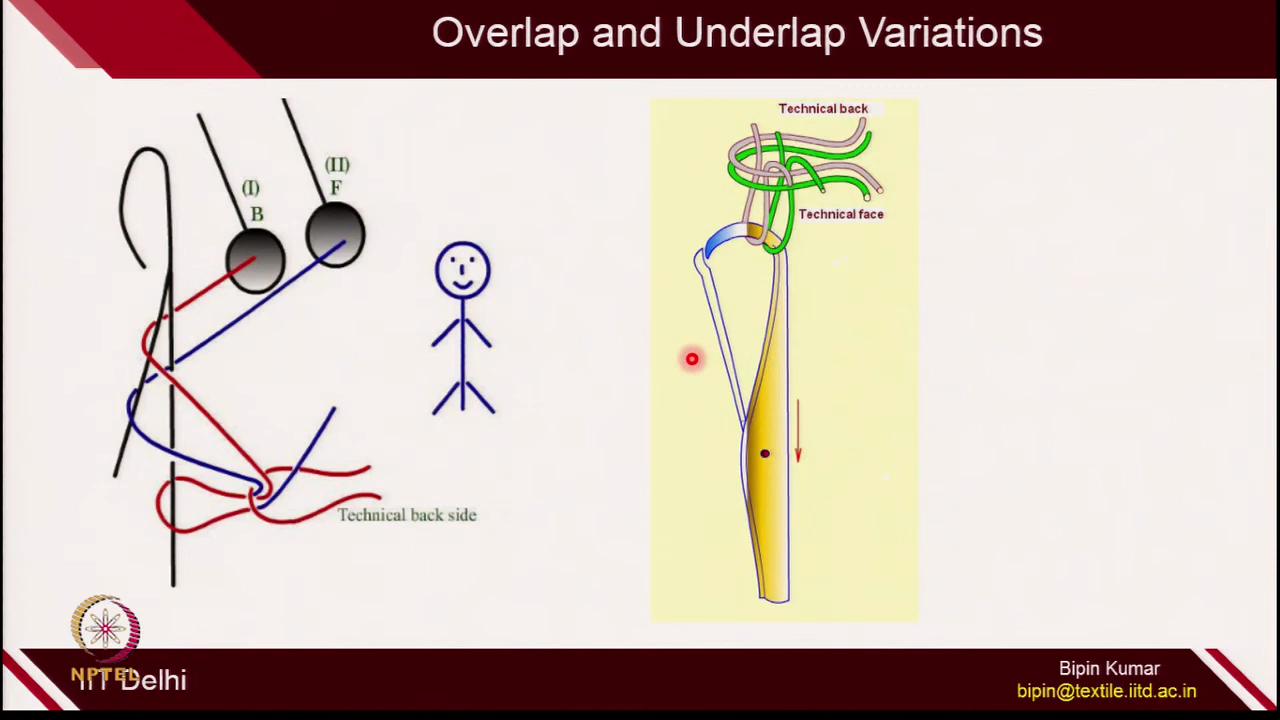 Overlap and Underlap Variations
(I)
B
(II)
F
Technical back side
Technical back
Technical face
NPTEL
IIT Delhi
Bipin Kumar
bipin@textile.iitd.ac.in